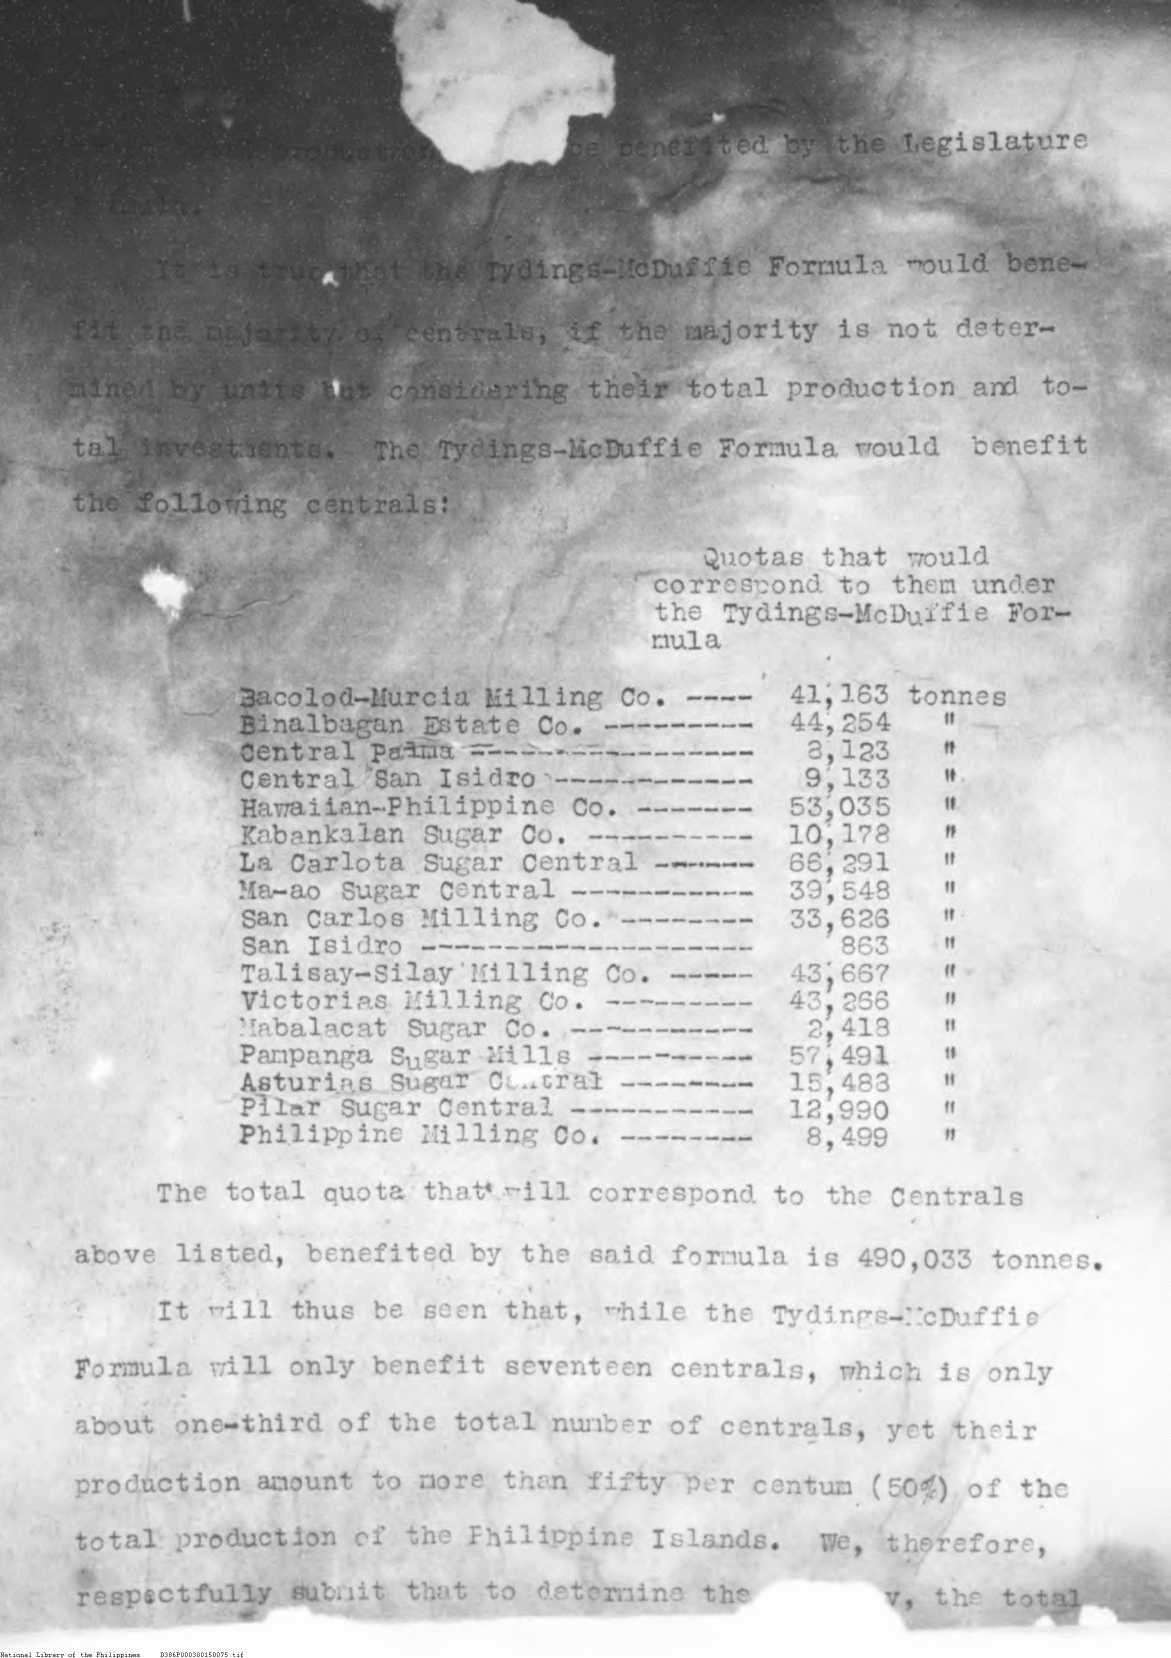 be benefited by the Legislature
It is true that the Tydings-McDuffie Formula would bene-
fit the majority of centrals, if the majority is not deter-
mined by units but considering their total production and to-
tal investments. The Tydings-McDuffie Formula would benefit
the following centrals:
Quotas that would
correspond to them under
the Tydings-McDuffie For-
mula
Bacolod-Murcia Milling Co. ---- 41,163 tonnes
Binalbagan Estate Co. --------- 44,254 "
Central Palma ----------------- 8,123 "
Central San Isidro ------------ 9,133 "
Hawaiian-Philippine Co. ------- 53,035 "
Kabankalan Sugar Co. ---------- 10,178 "
La Carlota Sugar Central ------ 66,291 "
Ma-ao Sugar Central ----------- 39,548 "
San Carlos Milling Co. -------- 33,626 "
San Isidro -------------------- 863 "
Talisay-Silay Milling Co. ----- 43,667 "
Victorias Milling Co. --------- 43,266 "
Mabalacat Sugar Co. ----------- 2,418 "
Pampanga Sugar Mills ---------- 57,491 "
Asturias Sugar Central -------- 15,483 "
Pilar Sugar Central ----------- 12,990 "
Philippine Milling Co. -------- 8,499 "
The total quota that will correspond to the Centrals
above listed, benefited by the said formula is 490,033 tonnes.
It will thus be seen that, while the Tydings-McDuffie
Formula will only benefit seventeen centrals, which is only
about one-third of the total number of centrals, yet their
production amount to more than fifty per centum (50%) of the
total production of the Philippine Islands. We, therefore,
respectfully submit that to determine the the total
National Library of the Philippines D386P000380150075.tif